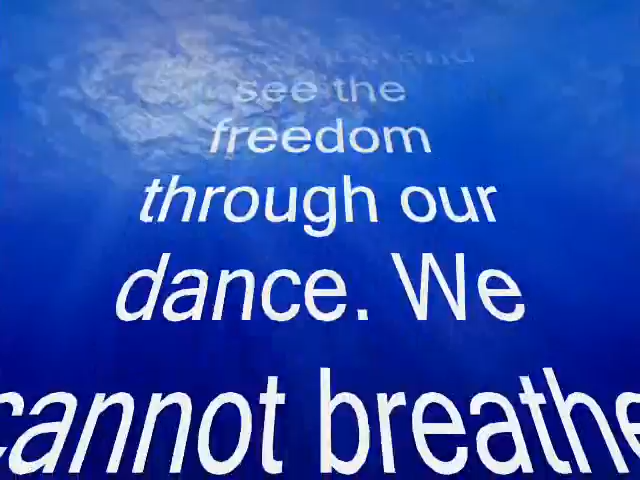 see the
freedom
through our
dance. We
cannot breathe